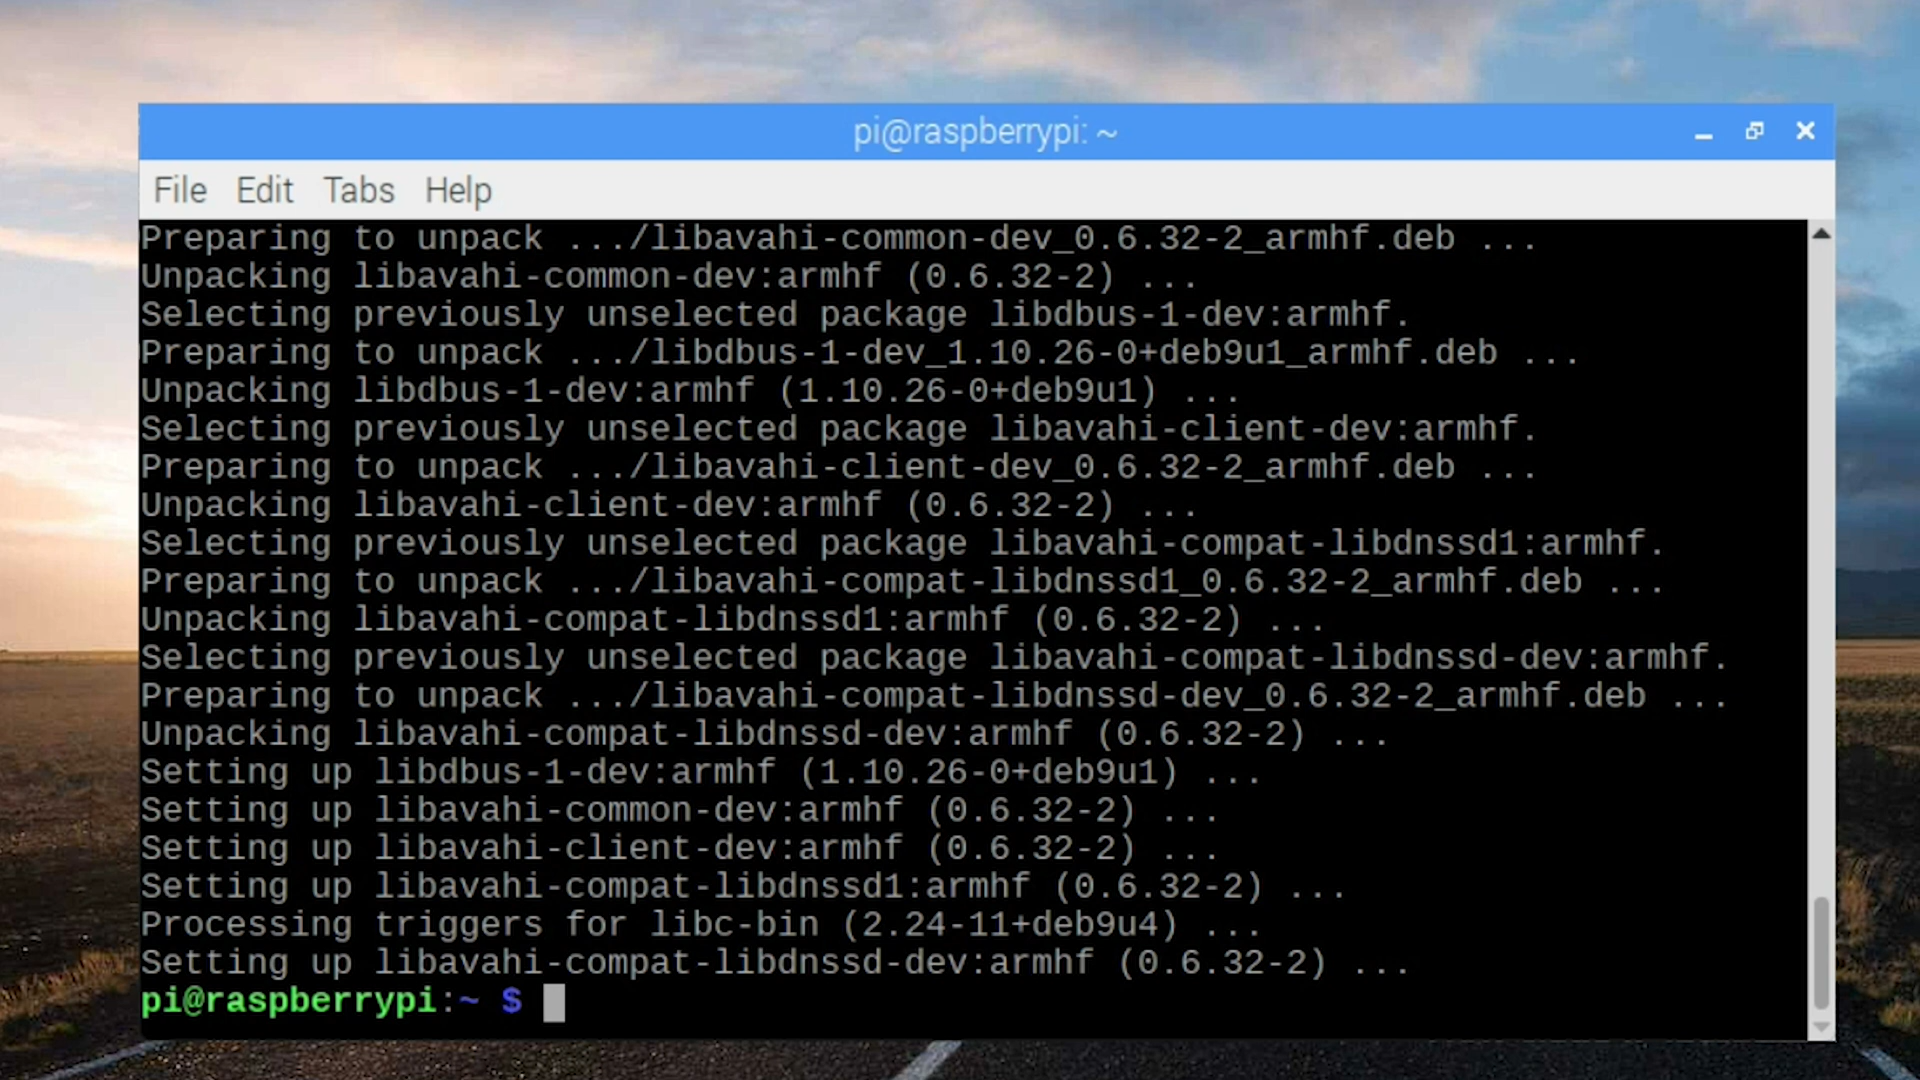 pi@raspberrypi: ~
File Edit Tabs Help
Preparing to unpack .../libavahi-common-dev_0.6.32-2_armhf.deb ...
Unpacking libavahi-common-dev:armhf (0.6.32-2) ...
Selecting previously unselected package libdbus-1-dev:armhf.
Preparing to unpack .../libdbus-1-dev_1.10.26-0+deb9u1_armhf.deb ...
Unpacking libdbus-1-dev:armhf (1.10.26-0+deb9u1) ...
Selecting previously unselected package libavahi-client-dev:armhf.
Preparing to unpack .../libavahi-client-dev_0.6.32-2_armhf.deb ...
Unpacking libavahi-client-dev:armhf (0.6.32-2) ...
Selecting previously unselected package libavahi-compat-libdnssd1:armhf.
Preparing to unpack .../libavahi-compat-libdnssd1_0.6.32-2_armhf.deb ...
Unpacking libavahi-compat-libdnssd1:armhf (0.6.32-2) ...
Selecting previously unselected package libavahi-compat-libdnssd-dev:armhf.
Preparing to unpack .../libavahi-compat-libdnssd-dev_0.6.32-2_armhf.deb ...
Unpacking libavahi-compat-libdnssd-dev:armhf (0.6.32-2) ...
Setting up libdbus-1-dev:armhf (1.10.26-0+deb9u1) ...
Setting up libavahi-common-dev:armhf (0.6.32-2) ...
Setting up libavahi-client-dev:armhf (0.6.32-2) ...
Setting up libavahi-compat-libdnssd1:armhf (0.6.32-2) ...
Processing triggers for libc-bin (2.24-11+deb9u4) ...
Setting up libavahi-compat-libdnssd-dev:armhf (0.6.32-2) ...
pi@raspberrypi:~ $